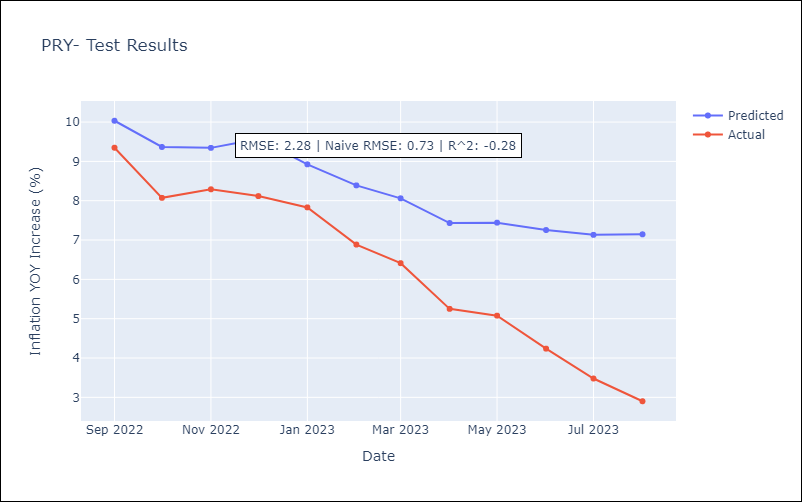 PRY- Test Results
Predicted
Actual
RMSE: 2.28 | Naive RMSE: 0.73 | R^2: -0.28
Inflation YOY Increase (%)
10
9
8
7
6
5
4
3
Sep 2022 Nov 2022 Jan 2023 Mar 2023 May 2023 Jul 2023
Date